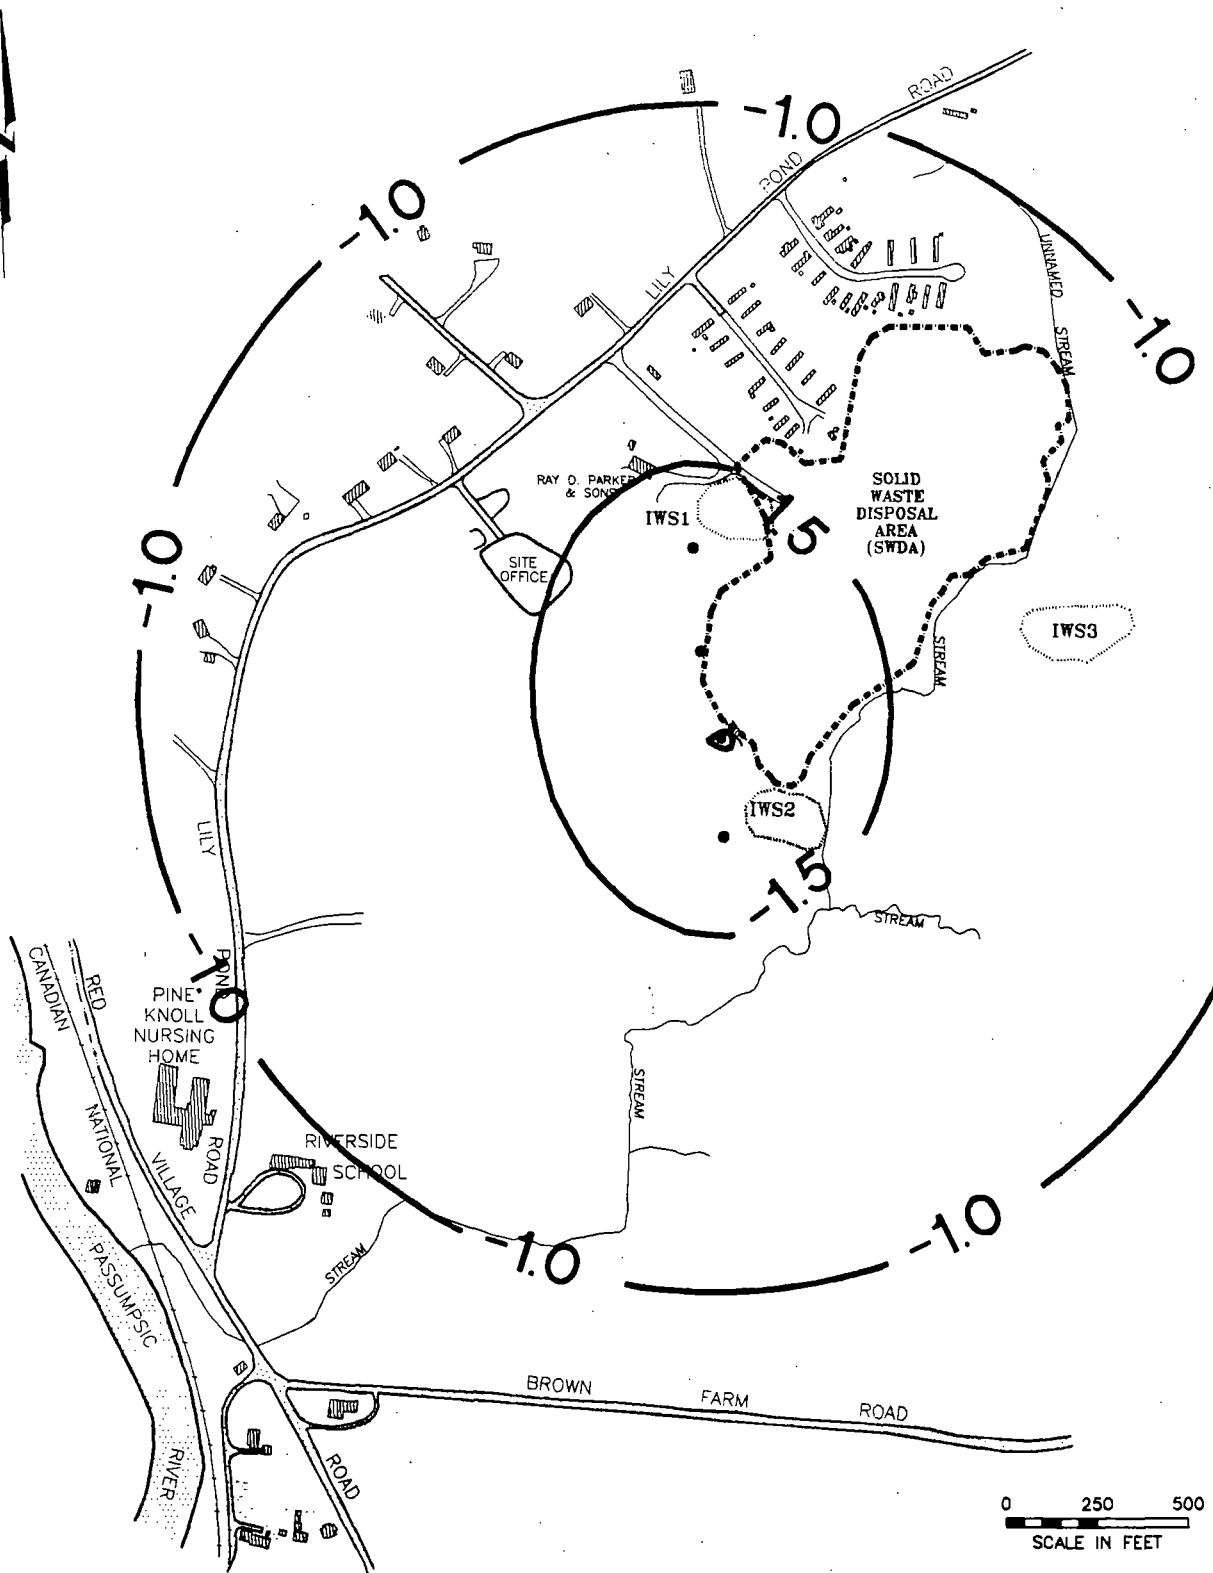 ROAD
-1.0
POND
-1.0
UNNAMED
STREAM
LILY
-1.0
SOLID
WASTE
DISPOSAL
AREA
(SWDA)
RAY D. PARKER
& SONS
IWS1
-1.5
SITE
OFFICE
-1.0
IWS3
STREAM
IWS2
LILY
-1.5
STREAM
POND
-1.0
CANADIAN
RED
PINE
KNOLL
NURSING
HOME
STREAM
NATIONAL
ROAD
VILLAGE
RIVERSIDE
SCHOOL
-1.0
-1.0
STREAM
PASSUMPSIC
BROWN FARM ROAD
RIVER
ROAD
0 250 500
SCALE IN FEET